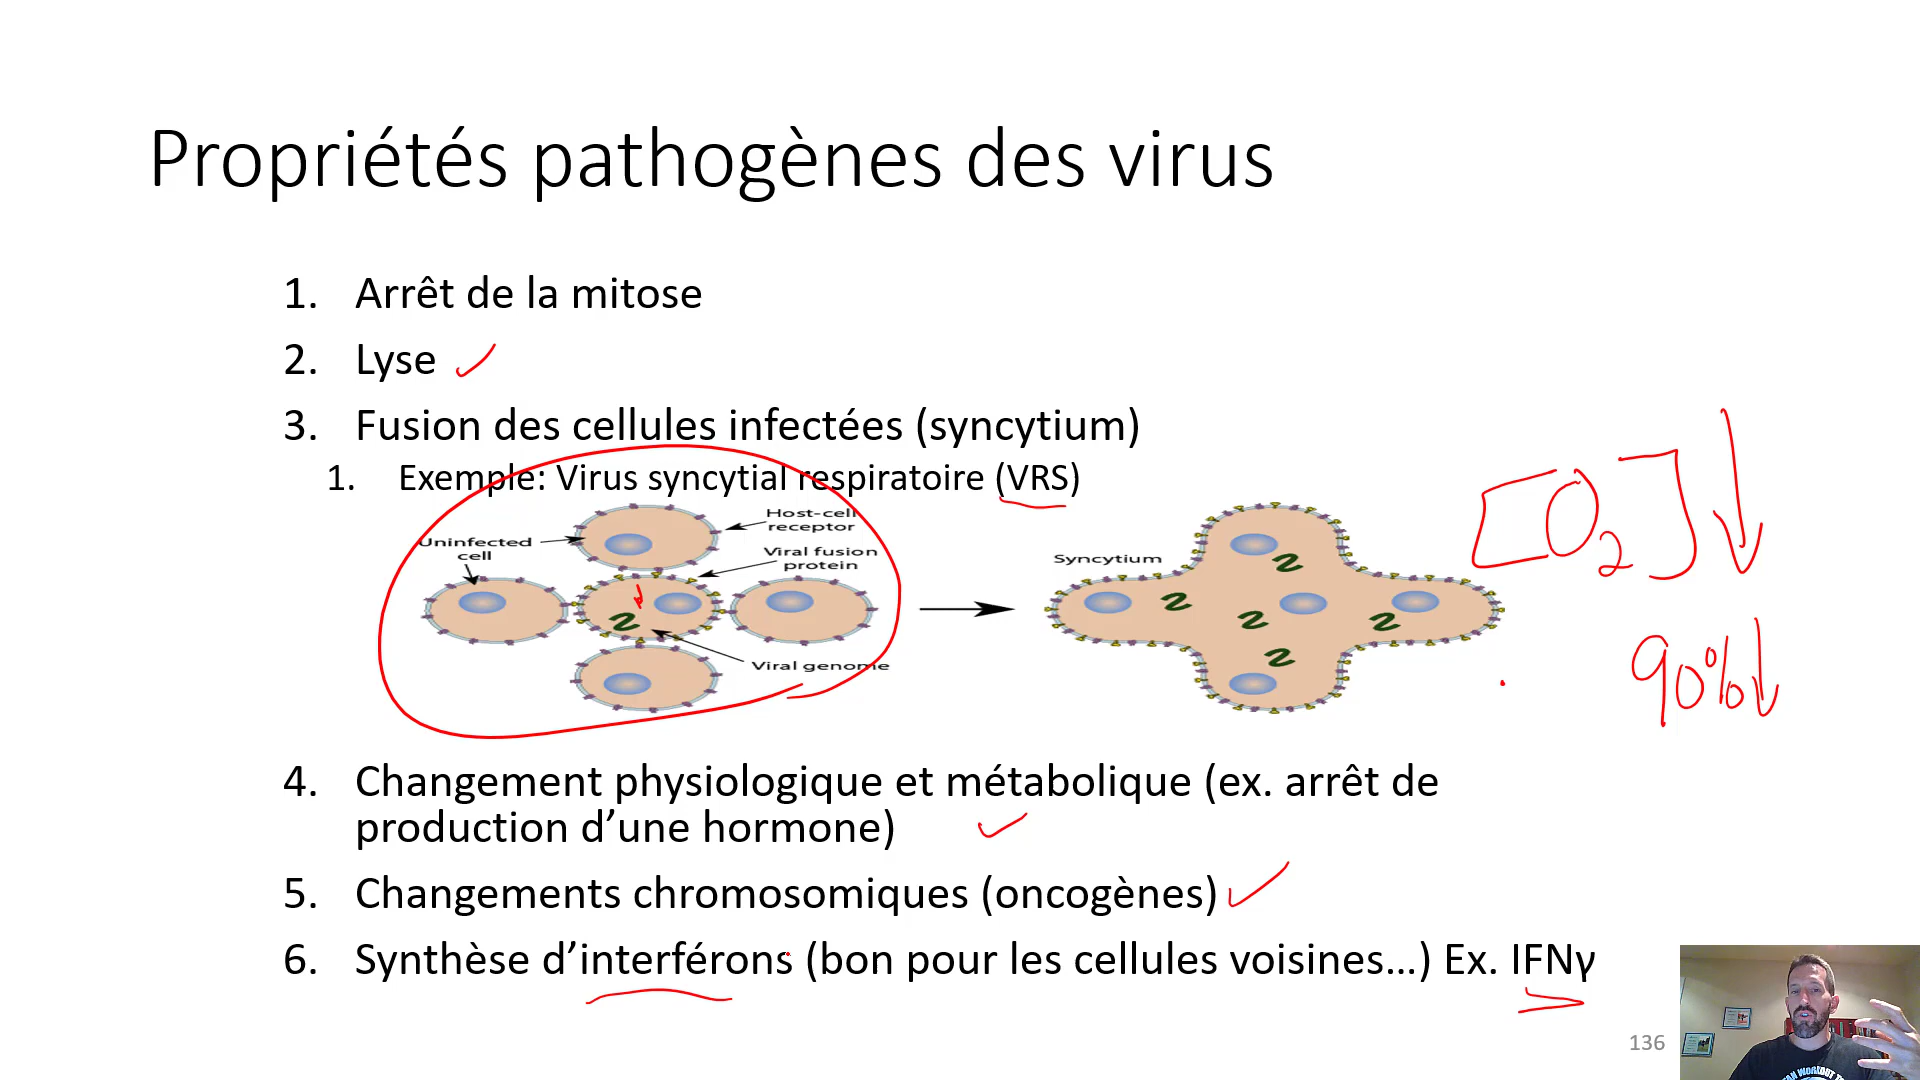 Propriétés pathogènes des virus
1. Arrêt de la mitose
2. Lyse
3. Fusion des cellules infectées (syncytium)
1. Exemple: Virus syncytial respiratoire (VRS)
Host-cell
receptor
Uninfected
cell
Viral fusion
protein
Viral genome
Syncytium
[O2]
90%
4. Changement physiologique et métabolique (ex. arrêt de
production d’une hormone)
5. Changements chromosomiques (oncogènes)
6. Synthèse d’interférons (bon pour les cellules voisines…) Ex. IFNγ
136